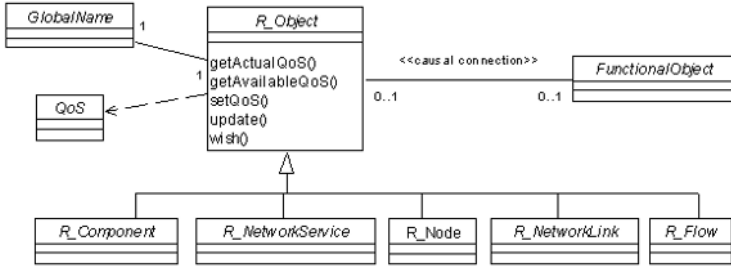 GlobalName
1
R_Object
getActualQoS()
1
getAvailableQoS()
setQoS()
update()
wish()
<<causal connection>>
0..1
0..1
FunctionalObject
QoS
R_Component
R_NetworkService
R_Node
R_NetworkLink
R_Flow